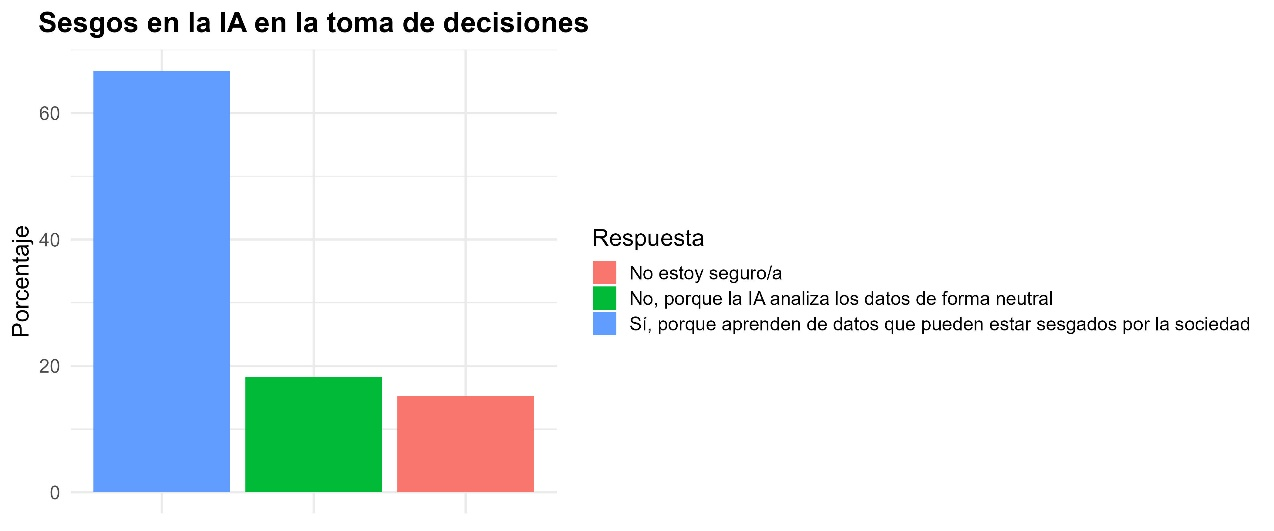 Sesgos en la IA en la toma de decisiones
60
40
20
0
Porcentaje
Respuesta
No estoy seguro/a
No, porque la IA analiza los datos de forma neutral
Sí, porque aprenden de datos que pueden estar sesgados por la sociedad